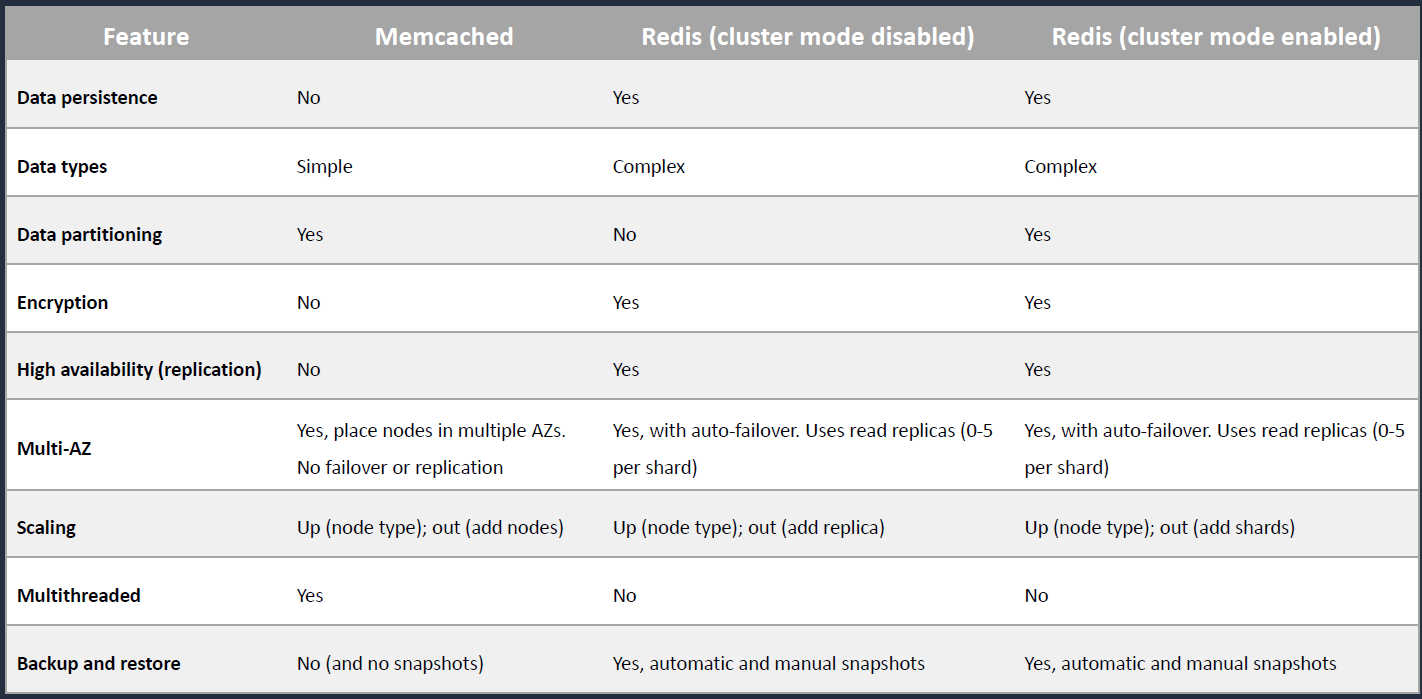 Feature Memcached Redis (cluster mode disabled) Redis (cluster mode enabled)
Data persistence No Yes Yes
Data types Simple Complex Complex
Data partitioning Yes No Yes
Encryption No Yes Yes
High availability (replication) No Yes Yes
Multi-AZ Yes, place nodes in multiple AZs. Yes, with auto-failover. Uses read replicas (0-5 Yes, with auto-failover. Uses read replicas (0-5
No failover or replication per shard) per shard)
Scaling Up (node type); out (add nodes) Up (node type); out (add replica) Up (node type); out (add shards)
Multithreaded Yes No No
Backup and restore No (and no snapshots) Yes, automatic and manual snapshots Yes, automatic and manual snapshots